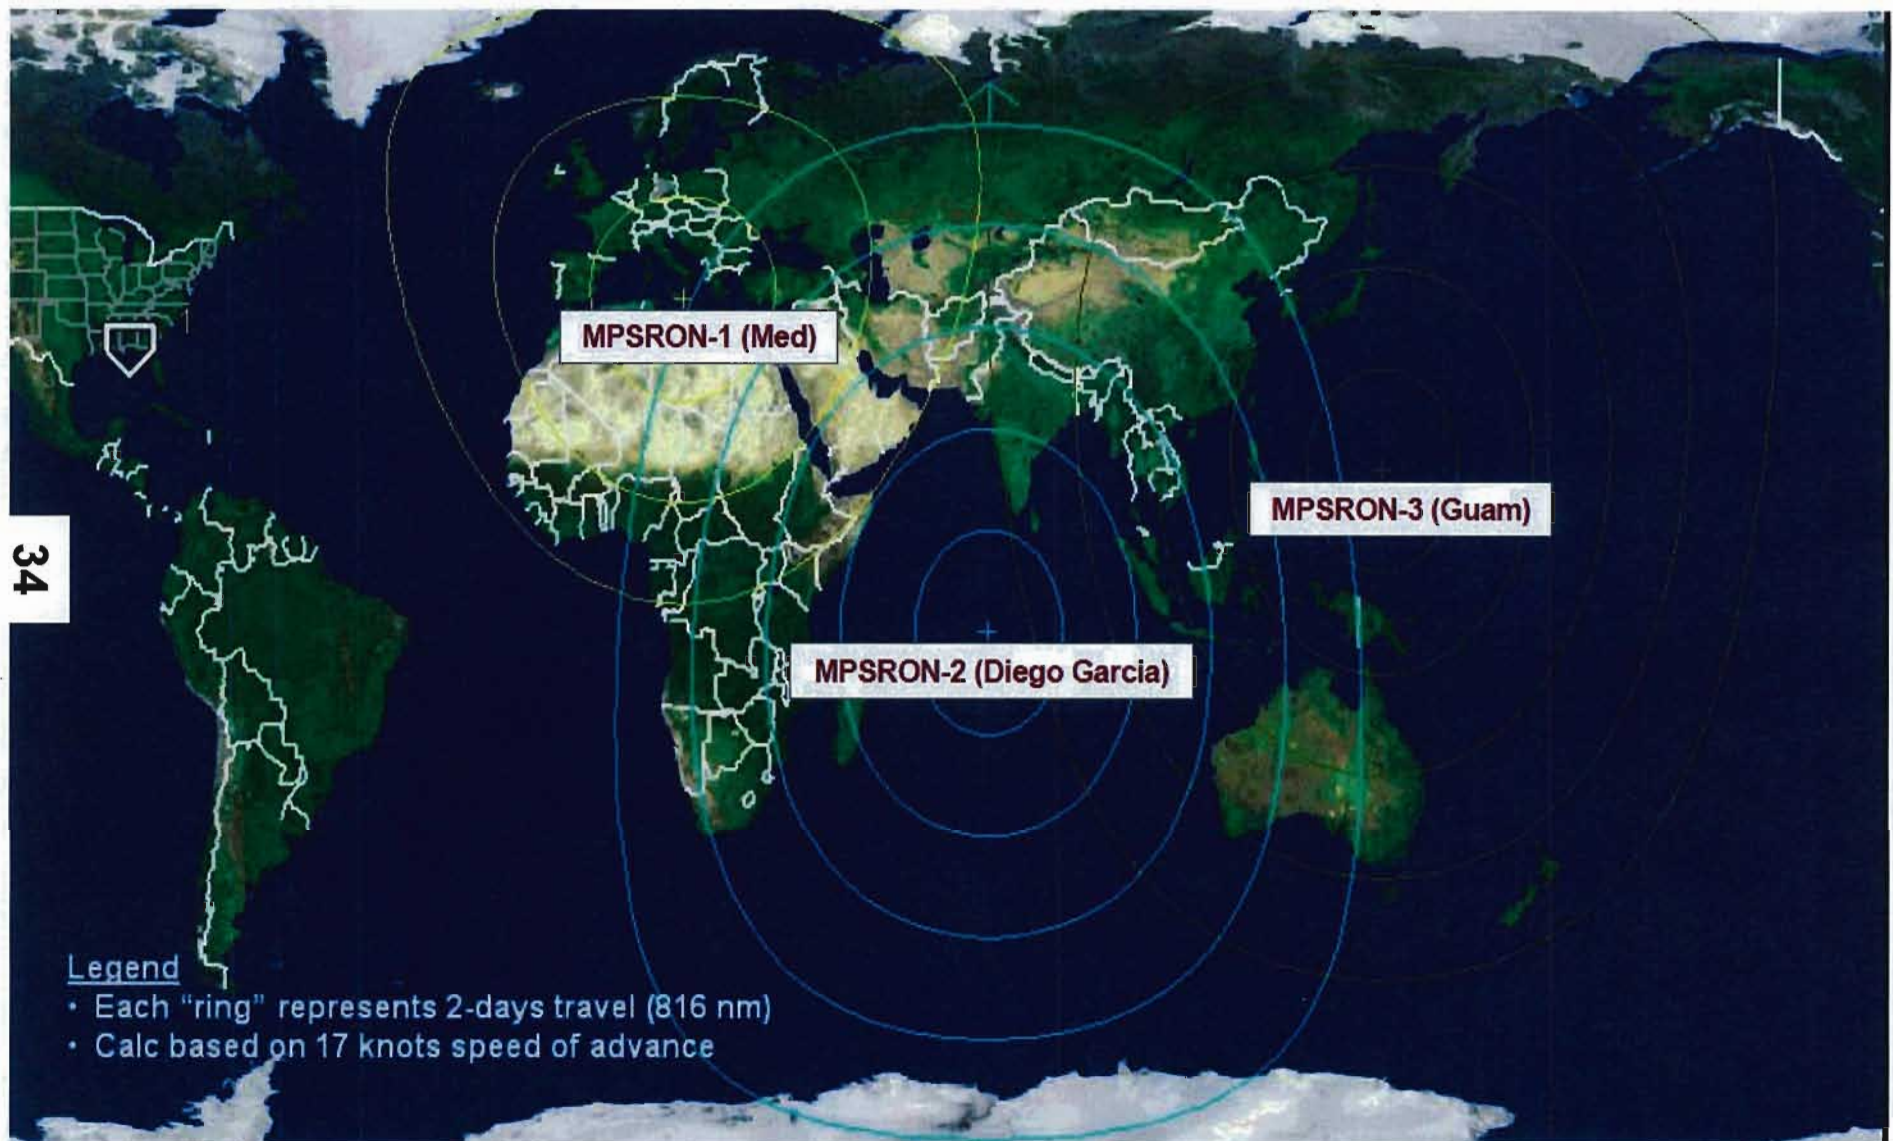 MPSRON-1 (Med)
MPSRON-3 (Guam)
34
MPSRON-2 (Diego Garcia)
Legend
· Each “ring” represents 2-days travel (816 nm)
· Calc based on 17 knots speed of advance